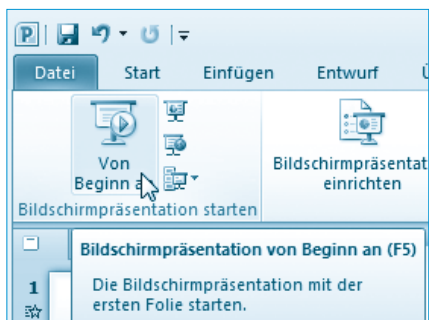 P
Datei Start Einfügen Entwurf Ü
Von
Beginn an
Bildschirmpräsentat
einrichten
Bildschirmpräsentation starten
Bildschirmpräsentation von Beginn an (F5)
1
Die Bildschirmpräsentation mit der
ersten Folie starten.